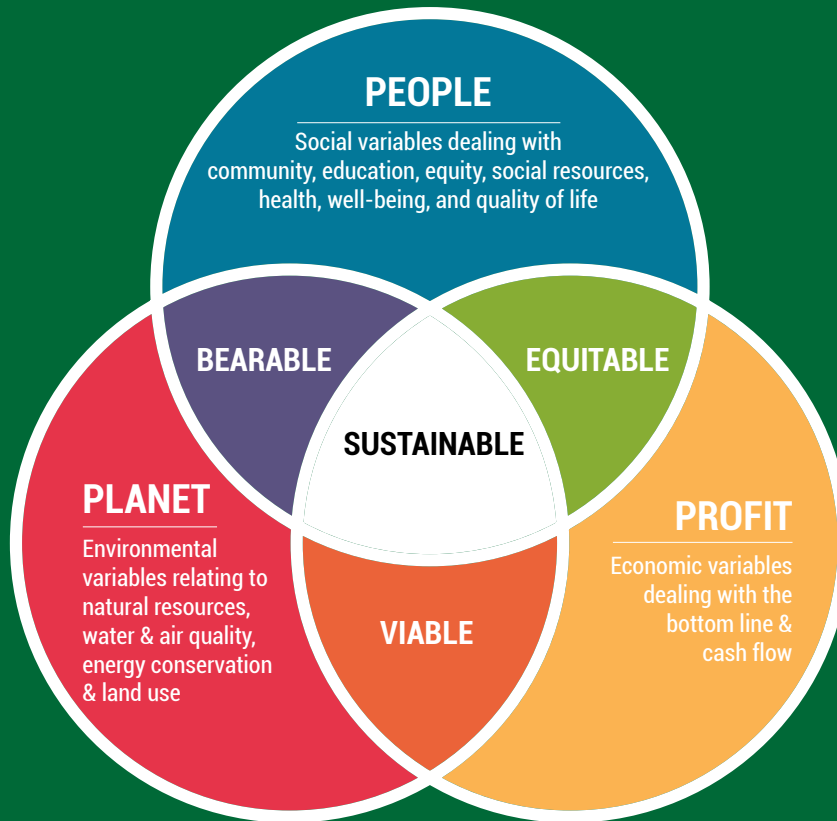 PEOPLE
Social variables dealing with
community, education, equity, social resources,
health, well-being, and quality of life
BEARABLE
EQUITABLE
SUSTAINABLE
PLANET
Environmental
variables relating to
natural resources,
water & air quality,
energy conservation
& land use
PROFIT
Economic variables
dealing with the
bottom line &
cash flow
VIABLE